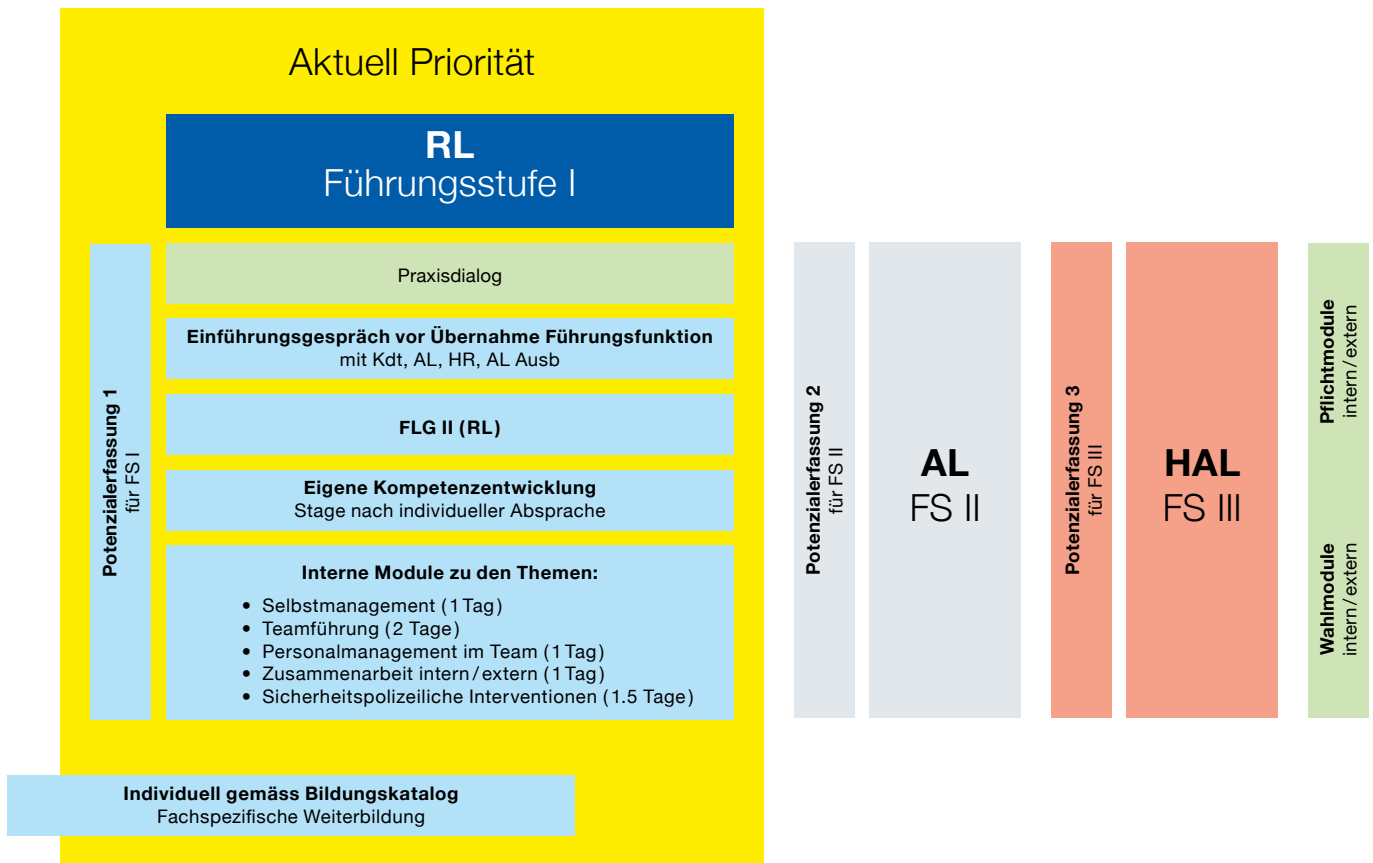 Aktuell Priorität
RL
Führungsstufe I
Potenzialerfassung 1
für FS I
Praxisdialog
Einführungsgespräch vor Übernahme Führungsfunktion
mit Kdt, AL, HR, AL Ausb
FLG II (RL)
Eigene Kompetenzentwicklung
Stage nach individueller Absprache
Interne Module zu den Themen:
• Selbstmanagement (1 Tag)
• Teamführung (2 Tage)
• Personalmanagement im Team (1 Tag)
• Zusammenarbeit intern / extern (1 Tag)
• Sicherheitspolizeiliche Interventionen (1.5 Tage)
Individuell gemäss Bildungskatalog
Fachspezifische Weiterbildung
Potenzialerfassung 2
für FS II
AL
FS II
Potenzialerfassung 3
für FS III
HAL
FS III
Pflichtmodule
intern / extern
Wahlmodule
intern / extern